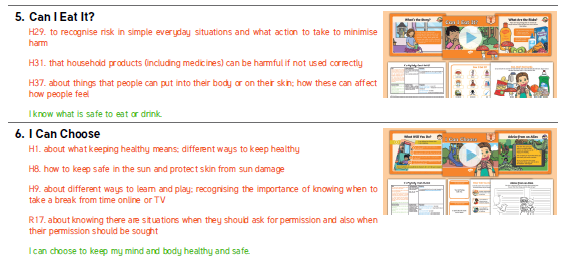 5. Can I Eat It?
H29. to recognise risk in simple everyday situations and what action to take to minimise
harm
H31. that household products (including medicines) can be harmful if not used correctly
H37. about things that people can put into their body or on their skin; how these can affect
how people feel
I know what is safe to eat or drink.
What's the Story?
Can I Eat It?
What Are the Risks?
6. I Can Choose
H1. about what keeping healthy means; different ways to keep healthy
H8. how to keep safe in the sun and protect skin from sun damage
H9. about different ways to learn and play; recognising the importance of knowing when to
take a break from time online or TV
R17. about knowing there are situations when they should ask for permission and also when
their permission should be sought
I can choose to keep my mind and body healthy and safe.
What Will You Do?
Advice from an Alien
Advice from an Alien